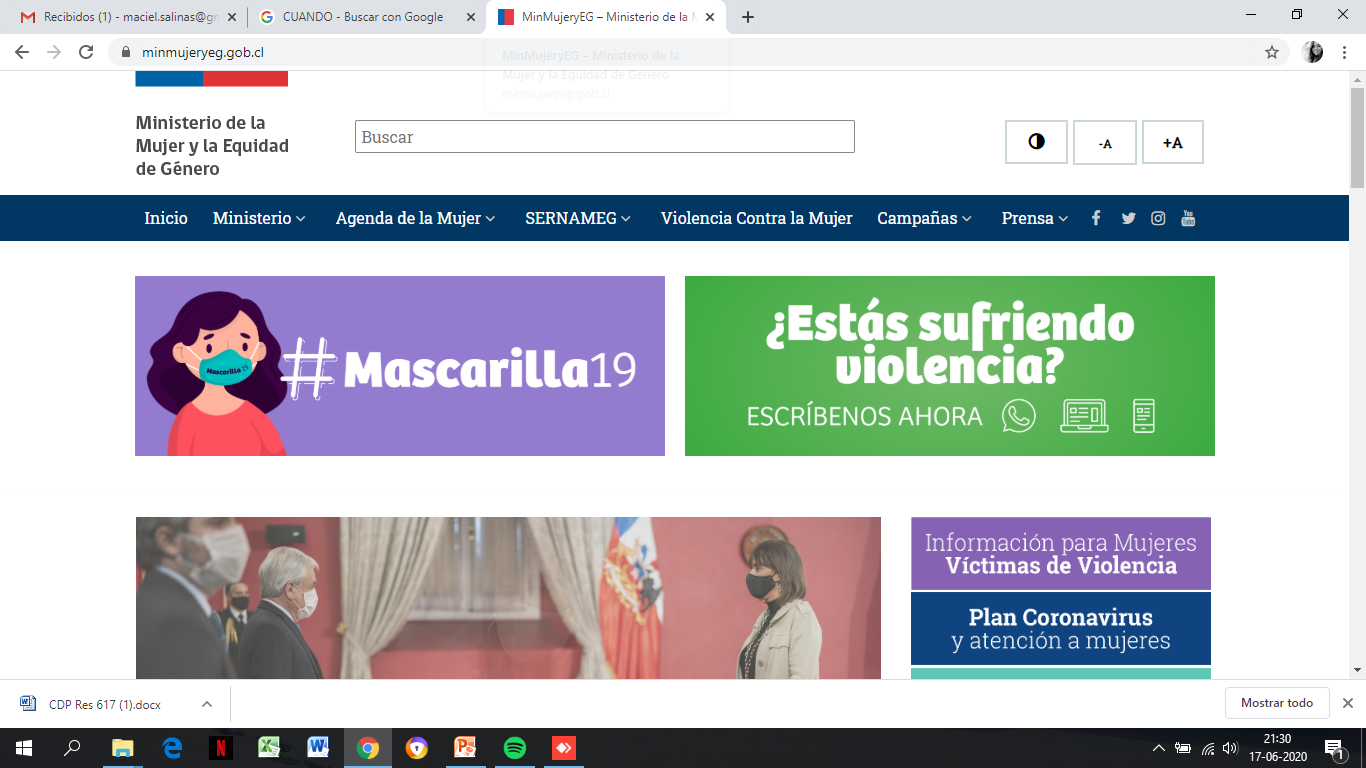 Recibidos (1) - maciel.salinas@gm
CUANDO - Buscar con Google
MinMujeryEG – Ministerio de la M
minmujeryeg.gob.cl
MinMujeryEG – Ministerio de la
Mujer y la Equidad de Género
minmujeryeg.gob.cl
Ministerio de la
Mujer y la Equidad
de Género
Buscar
-A
+A
Inicio
Ministerio
Agenda de la Mujer
SERNAMEG
Violencia Contra la Mujer
Campañas
Prensa
Mascarilla 19
#Mascarilla19
¿Estás sufriendo
violencia?
ESCRÍBENOS AHORA
Información para Mujeres
Víctimas de Violencia
Plan Coronavirus
y atención a mujeres
CDP Res 617 (1).docx
Mostrar todo
21:30
17-06-2020
1